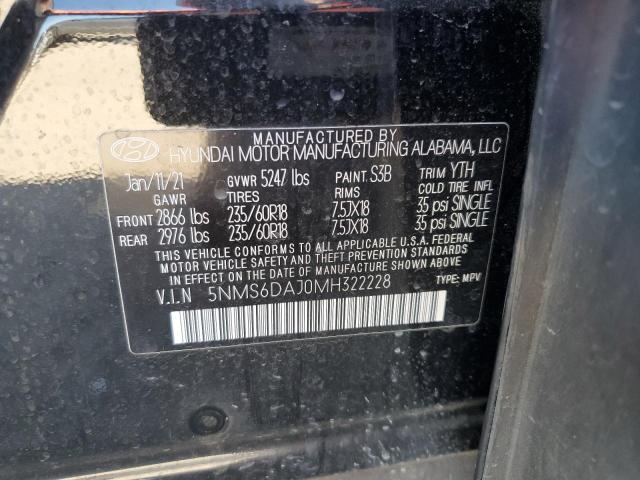 MANUFACTURED BY
HYUNDAI MOTOR MANUFACTURING ALABAMA, LLC
Jan/11/21 GVWR 5247 lbs PAINT: S3B TRIM YTH
GAWR TIRES RIMS COLD TIRE INFL
FRONT 2866 lbs 235/60R18 7.5JX18 35 psi SINGLE
REAR 2976 lbs 235/60R18 7.5JX18 35 psi SINGLE
THIS VEHICLE CONFORMS TO ALL APPLICABLE U.S.A. FEDERAL
MOTOR VEHICLE SAFETY AND THEFT PREVENTION STANDARDS
IN EFFECT ON THE DATE OF MANUFACTURE SHOWN ABOVE.
V.I.N 5NMS6DAJ0MH322228 TYPE: MPV